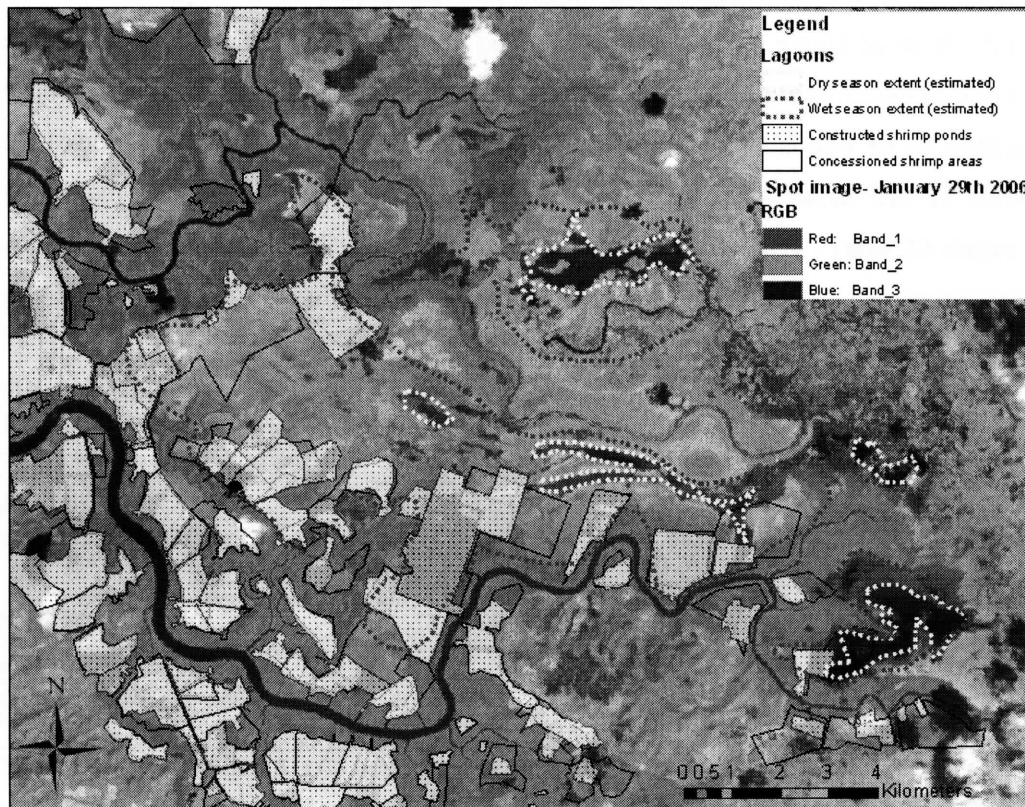 Legend
Lagoons
Dry season extent (estimated)
Wet season extent (estimated)
Constructed shrimp ponds
Concessioned shrimp areas
Spot image- January 29th 2006
RGB
Red: Band_1
Green: Band_2
Blue: Band_3
N
0 0.5 1 2 3 4
Kilometers